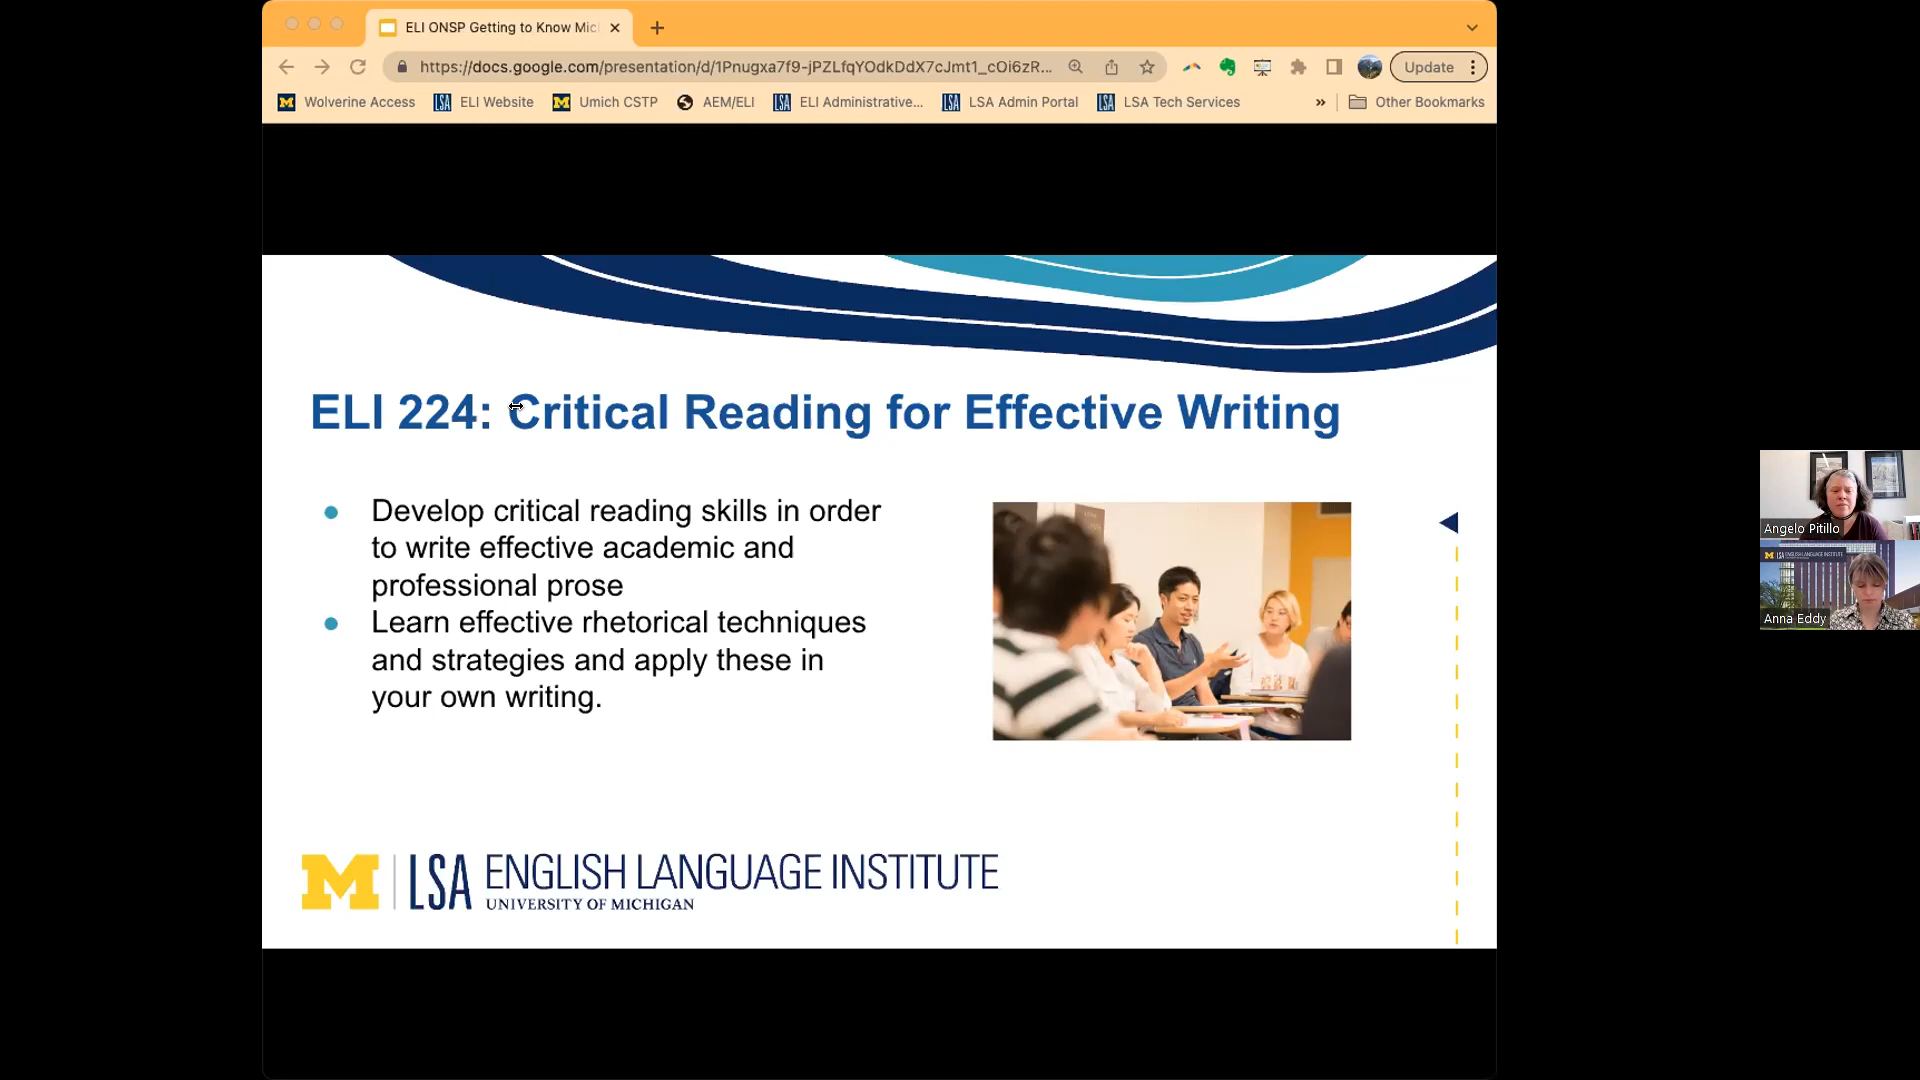 ELI ONSP Getting to Know Mic
https://docs.google.com/presentation/d/1Pnugxa7f9-jPZLfqYOdkDdX7cJmt1_cOi6zR...
Update
Wolverine Access
ELI Website
Umich CSTP
AEM/ELI
ELI Administrative...
LSA Admin Portal
LSA Tech Services
»
Other Bookmarks
ELI 224: Critical Reading for Effective Writing
● Develop critical reading skills in order
to write effective academic and
professional prose
● Learn effective rhetorical techniques
and strategies and apply these in
your own writing.
M LSA ENGLISH LANGUAGE INSTITUTE
UNIVERSITY OF MICHIGAN
Angelo Pitillo
M LSA ENGLISH LANGUAGE INSTITUTE
Anna Eddy